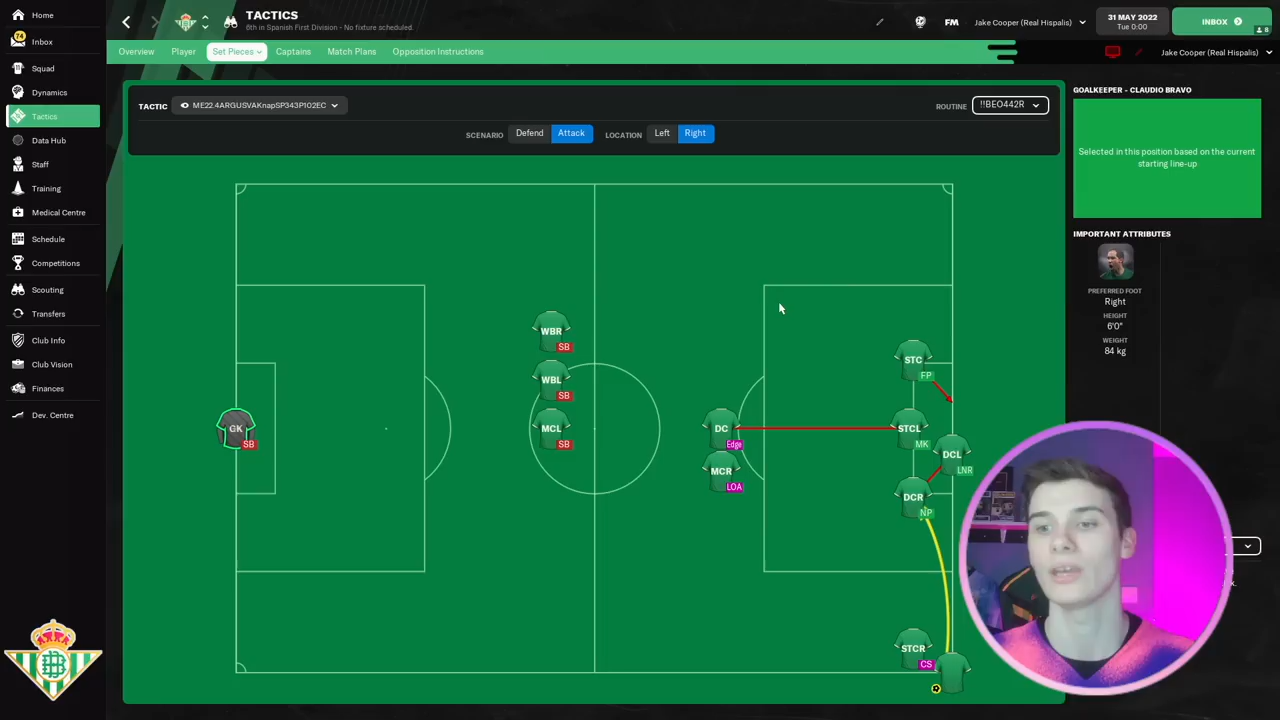 TACTICS
6th in Spanish First Division - No fixture scheduled.
FM
Jake Cooper (Real Hispalis)
31 MAY 2022
Tue 0:00
INBOX
8
Home
74
Inbox
Squad
Dynamics
Tactics
Data Hub
Staff
Training
Medical Centre
Schedule
Competitions
Scouting
Transfers
Club Info
Club Vision
Finances
Dev. Centre
Overview
Player
Set Pieces
Captains
Match Plans
Opposition Instructions
Jake Cooper (Real Hispalis)
TACTIC
ME22.4ARGUSVAKnapSP343P102EC
ROUTINE
!!BEO442R
SCENARIO
Defend
Attack
LOCATION
Left
Right
WBR
SB
WBL
SB
MCL
SB
GK
SB
DC
Edge
MCR
LOA
STC
FP
STCL
MK
DCL
LNR
DCR
NP
STCR
CS
GOALKEEPER - CLAUDIO BRAVO
Selected in this position based on the current
starting line-up
IMPORTANT ATTRIBUTES
PREFERRED FOOT
Right
HEIGHT
6'0"
WEIGHT
84 kg